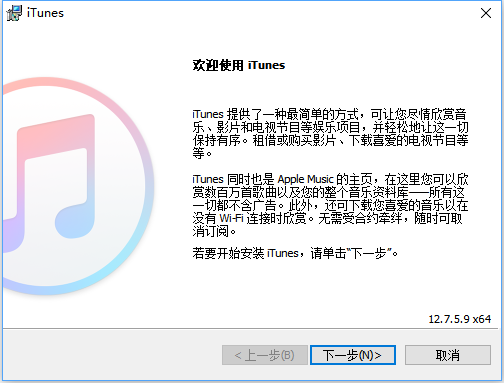 iTunes
欢迎使用 iTunes
iTunes 提供了一种最简单的方式，可让您尽情欣赏音
乐、影片和电视节目等娱乐项目，并轻松地让这一切
保持有序。租借或购买影片、下载喜爱的电视节目等
等。
iTunes 同时也是 Apple Music 的主页，在这里您可以欣
赏数百万首歌曲以及您的整个音乐资料库──所有这
一切都不含广告。此外，还可下载您喜爱的音乐以在
没有 Wi-Fi 连接时欣赏。无需受合约牵绊，随时可取
消订阅。
若要开始安装 iTunes，请单击“下一步”。
12.7.5.9 x64
< 上一步(B)
下一步(N)>
取消